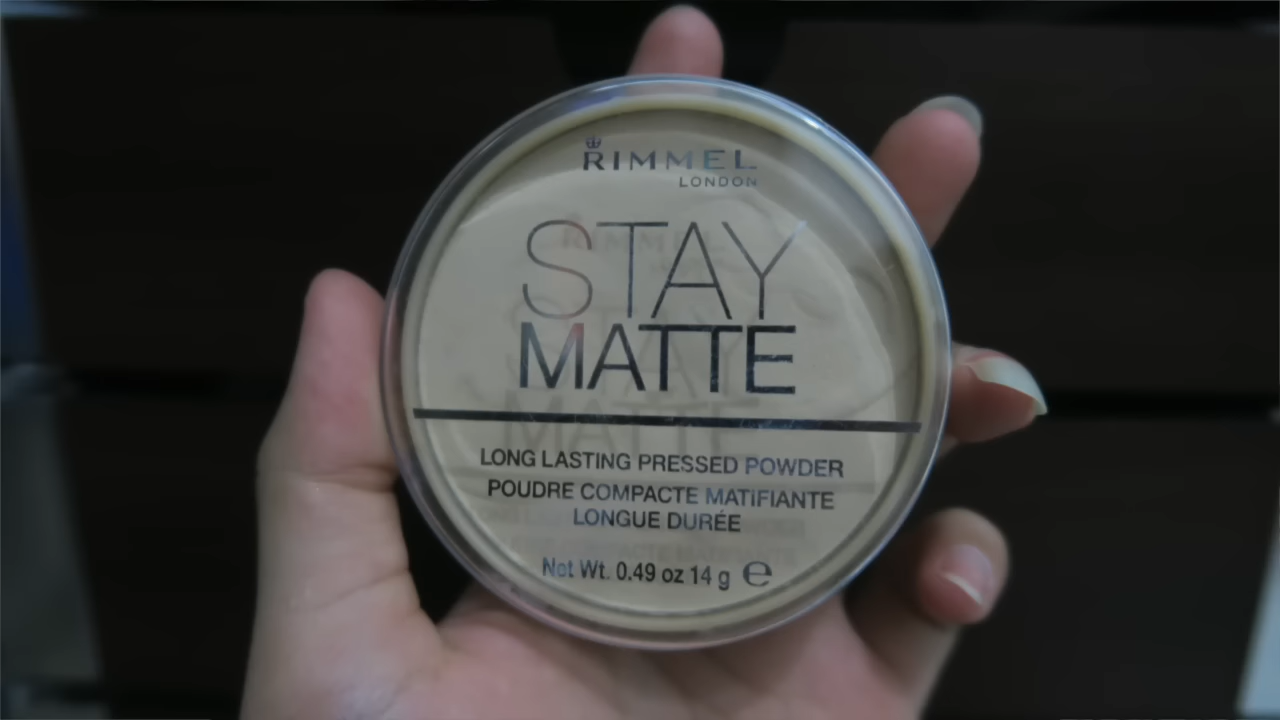 RIMMEL
LONDON
STAY
MATTE
LONG LASTING PRESSED POWDER
POUDRE COMPACTE MATIFIANTE
LONGUE DURÉE
Net Wt. 0.49 oz 14 g ℮